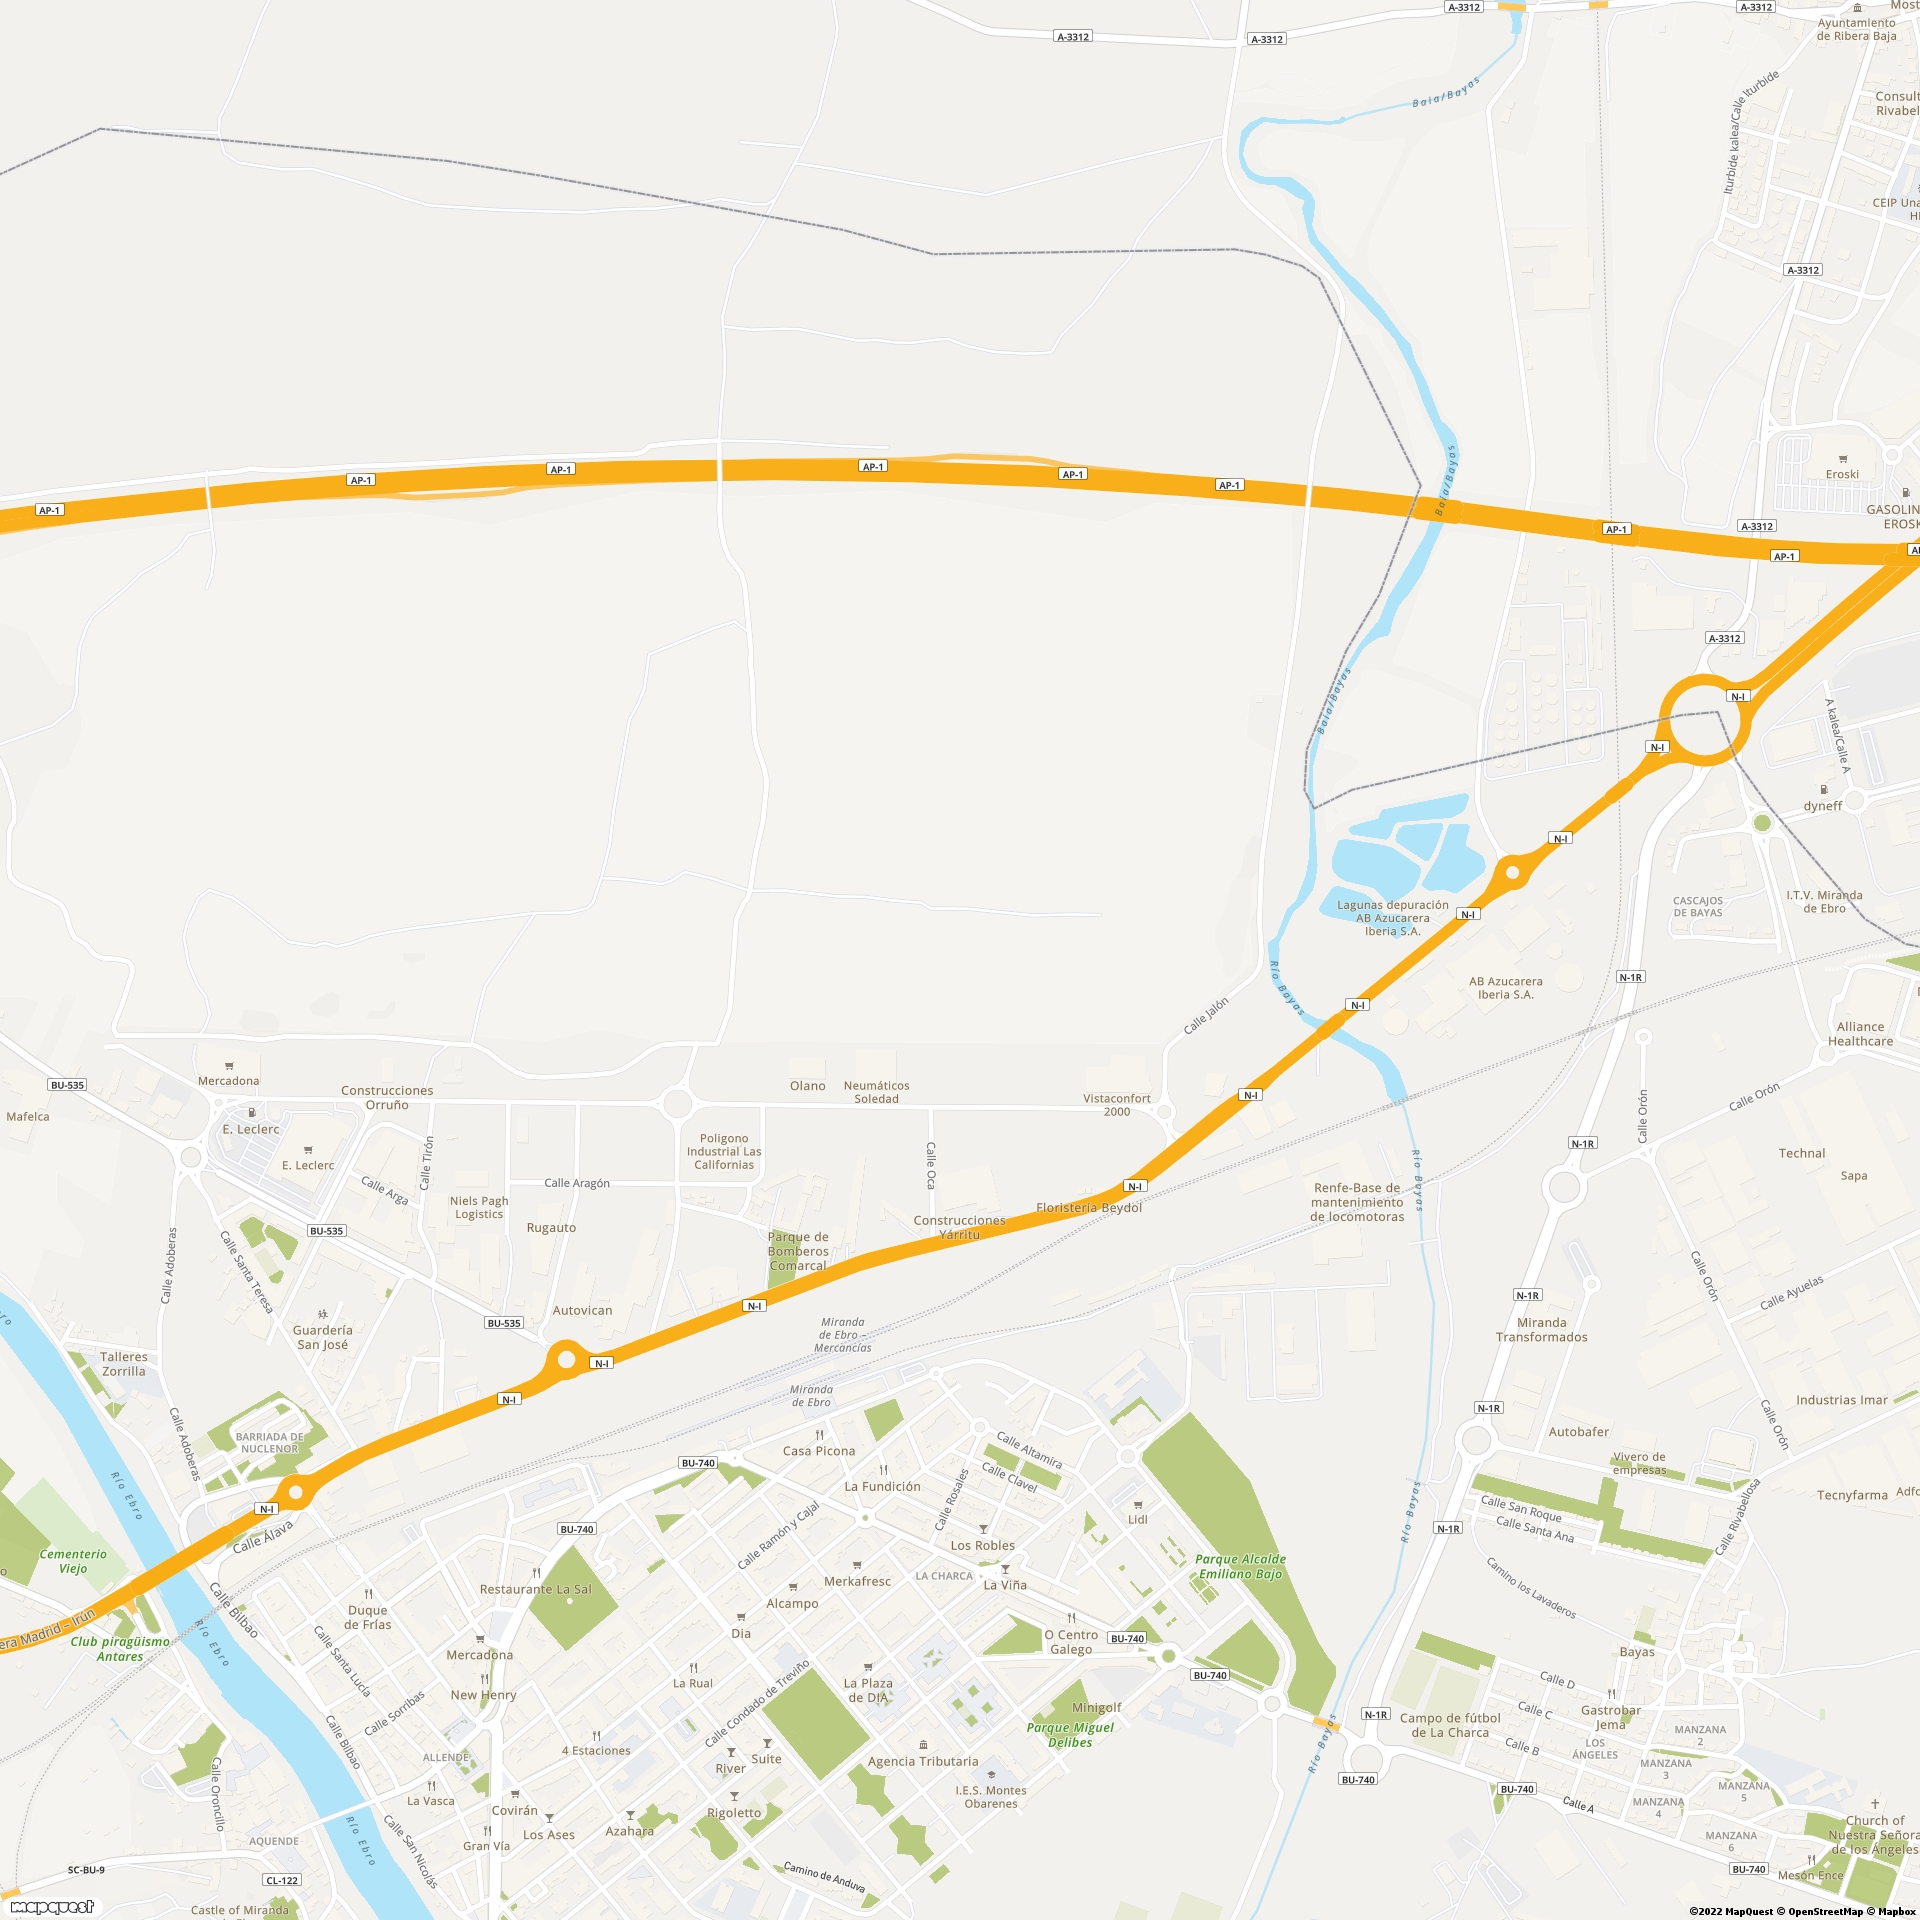 A-3312
A-3312
A-3312
A-3312
Ayuntamiento
de Ribera Baja
Baia/Bayas
Iturbide kalea/Calle Iturbide
A-3312
Eroski
Baia/Bayas
AP-1
AP-1
AP-1
AP-1
AP-1
AP-1
AP-1
AP-1
A-3312
A-3312
N-I
N-I
Baia/Bayas
A kalea/Calle A
dyneff
N-I
Lagunas depuración
AB Azucarera
Iberia S.A.
N-I
CASCAJOS
DE BAYAS
I.T.V. Miranda
de Ebro
AB Azucarera
Iberia S.A.
N-1R
Río Bayas
N-I
Calle Jalón
Alliance
Healthcare
BU-535
Mercadona
Construcciones
Orruño
Olano
Neumáticos
Soledad
Vistaconfort
2000
N-I
Calle Orón
Calle Orón
Mafelca
E. Leclerc
E. Leclerc
Poligono
Industrial Las
Californias
Calle Oca
N-1R
Technal
Sapa
Calle Arga
Calle Tirón
Calle Aragón
Niels Pagh
Logistics
Rugauto
N-I
Floristería Beydol
Renfe-Base de
mantenimiento
de locomotoras
Río Bayas
BU-535
Construcciones
Yárritu
Parque de
Bomberos
Comarcal
Calle Adoberas
Calle Santa Teresa
Calle Orón
Calle Ayuelas
N-1R
Autovican
N-I
Guardería
San José
BU-535
Miranda
de Ebro –
Mercancías
Miranda
Transformados
Talleres
Zorrilla
N-I
N-I
Miranda
de Ebro
Industrias Imar
N-1R
Calle Adoberas
BARRIADA DE
NUCLENOR
Casa Picona
Calle Altamira
Autobafer
Calle Orón
BU-740
La Fundición
Calle Clavel
Calle Rosales
Vivero de
empresas
Tecnyfarma
Río Ebro
N-I
Calle Álava
BU-740
Calle Ramón y Cajal
Lidl
Calle San Roque
Calle Santa Ana
N-1R
Río Bayas
Calle Rivabellosa
Cementerio
Viejo
Los Robles
Parque Alcalde
Emiliano Bajo
Restaurante La Sal
Merkafresc
LA CHARCA
La Viña
Camino los Lavaderos
Calle Bilbao
Duque
de Frías
Alcampo
Dia
O Centro
Galego
BU-740
Club piragüismo
Antares
Río Ebro
Calle Santa Lucía
Mercadona
La Rual
La Plaza
de DIA
BU-740
Bayas
New Henry
Calle Sorribas
Calle Condado de Treviño
Minigolf
Parque Miguel
Delibes
Calle D
Calle C
Calle B
Gastrobar
Jema
N-1R
Campo de fútbol
de La Charca
LOS
ÁNGELES
MANZANA
2
Calle Bilbao
4 Estaciones
ALLENDE
River
Suite
Agencia Tributaria
Río Bayas
MANZANA
3
BU-740
BU-740
MANZANA
5
La Vasca
Covirán
Rigoletto
I.E.S. Montes
Obarenes
Calle A
MANZANA
4
Calle Oroncillo
Los Ases
Azahara
Church of
Nuestra Señora
de los Ángeles
AQUENDE
Río Ebro
Calle San Nicolás
Gran Vía
MANZANA
6
SC-BU-9
CL-122
Camino de Anduva
BU-740
Mesón Ence
mapquest
Castle of Miranda
©2022 MapQuest © OpenStreetMap © Mapbox